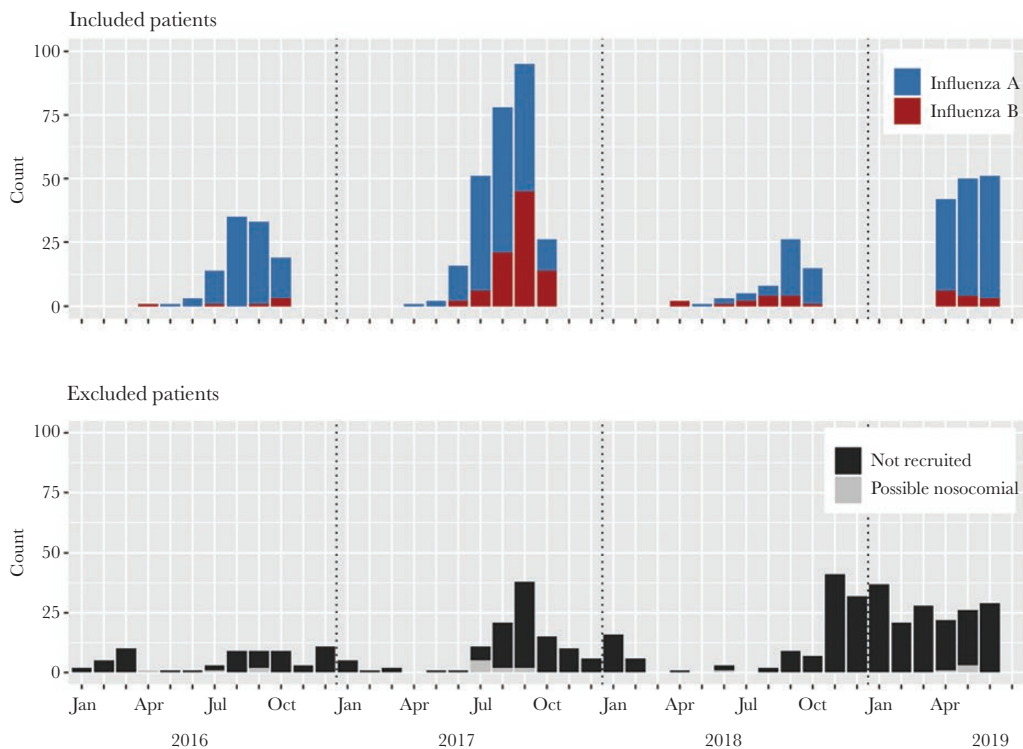 Included patients
100
75
50
25
0
Count
Influenza A
Influenza B
Excluded patients
100
75
50
25
0
Count
Not recruited
Possible nosocomial
Jan Apr Jul Oct Jan Apr Jul Oct Jan Apr Jul Oct Jan Apr
2016 2017 2018 2019